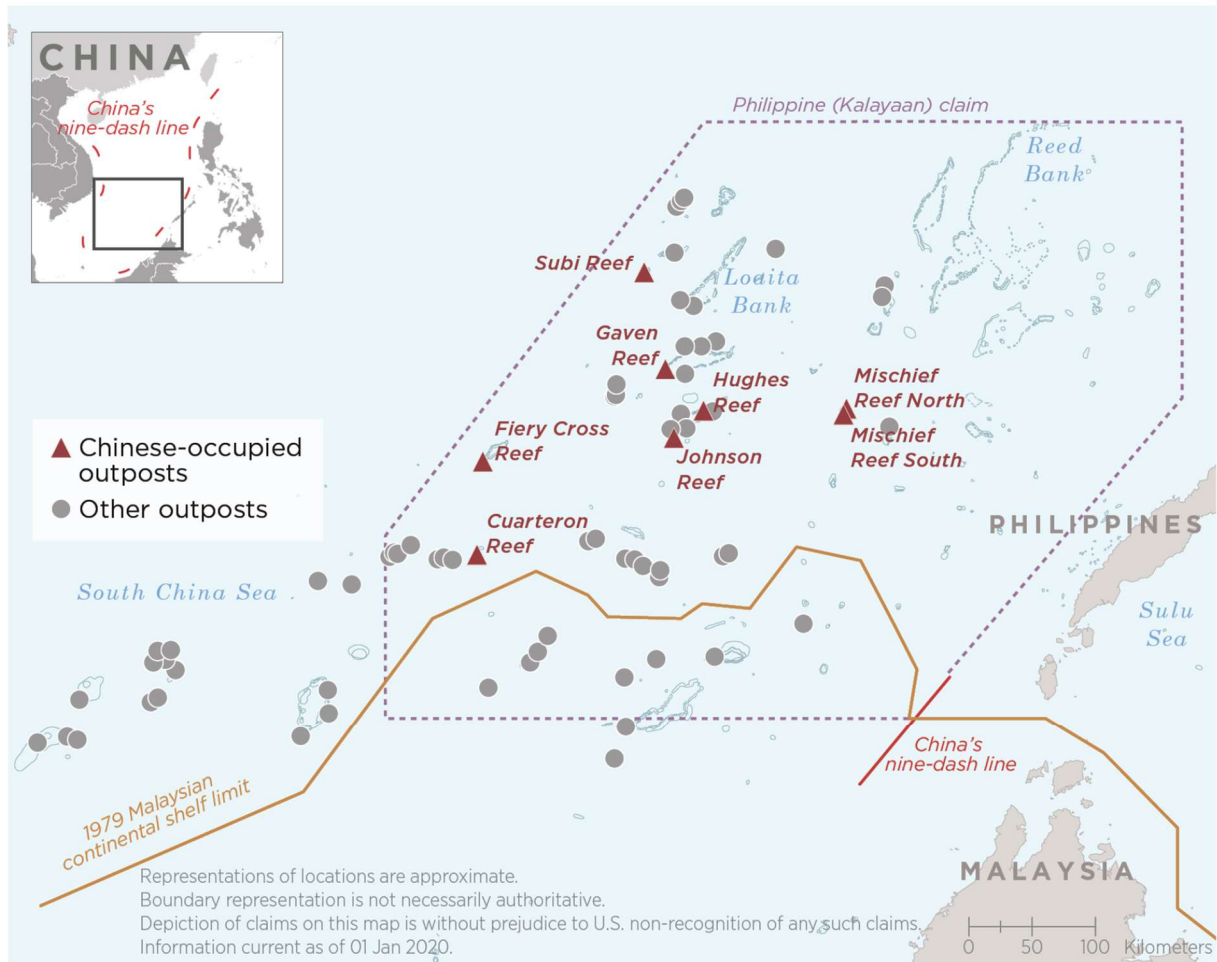 CHINA
China's
nine-dash line
Philippine (Kalayaan) claim
Reed
Bank
Subi Reef
Loaita
Bank
Gaven
Reef
Hughes
Reef
Mischief
Reef North
Mischief
Reef South
Fiery Cross
Reef
Johnson
Reef
Chinese-occupied
outposts
Other outposts
Cuarteron
Reef
PHILIPPINES
South China Sea
Sulu
Sea
China's
nine-dash line
1979 Malaysian
continental shelf limit
MALAYSIA
Representations of locations are approximate.
Boundary representation is not necessarily authoritative.
Depiction of claims on this map is without prejudice to U.S. non-recognition of any such claims.
Information current as of 01 Jan 2020.
0 50 100 Kilometers